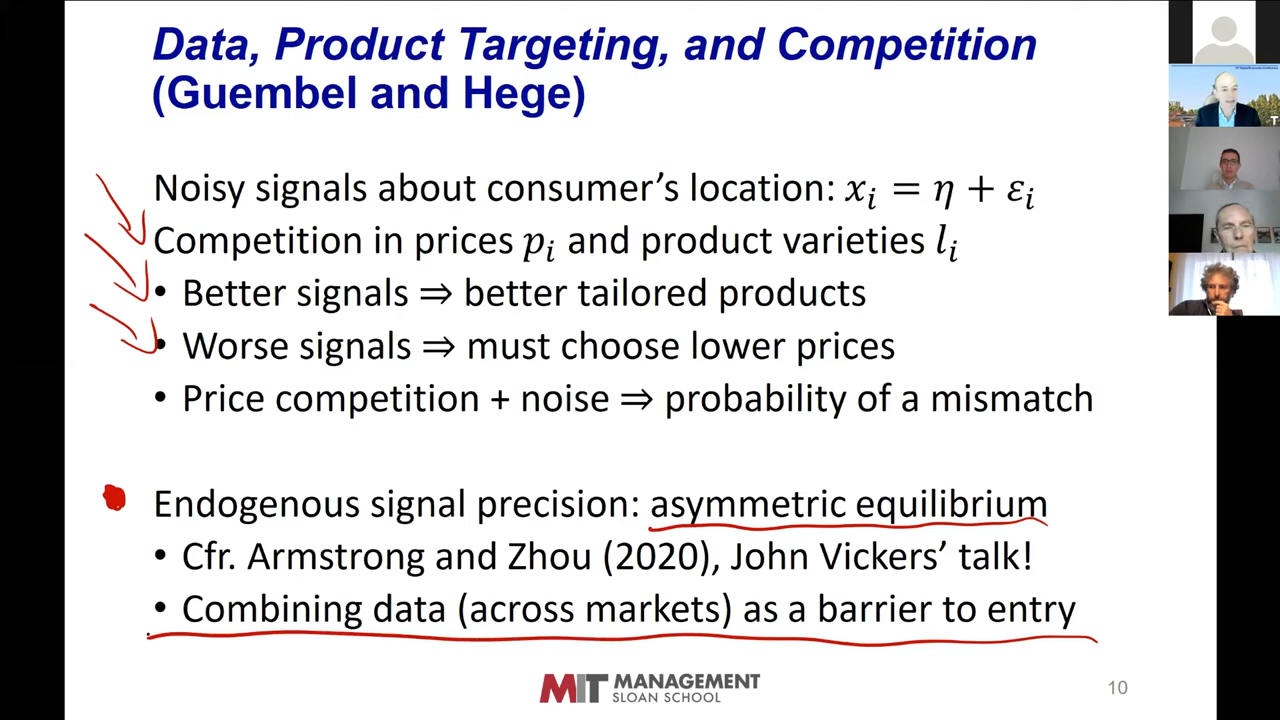 Data, Product Targeting, and Competition
(Guembel and Hege)
Noisy signals about consumer's location: xᵢ = η + εᵢ
Competition in prices pᵢ and product varieties lᵢ
• Better signals ⇒ better tailored products
• Worse signals ⇒ must choose lower prices
• Price competition + noise ⇒ probability of a mismatch
Endogenous signal precision: asymmetric equilibrium
• Cfr. Armstrong and Zhou (2020), John Vickers' talk!
• Combining data (across markets) as a barrier to entry
MIT MANAGEMENT
SLOAN SCHOOL
10